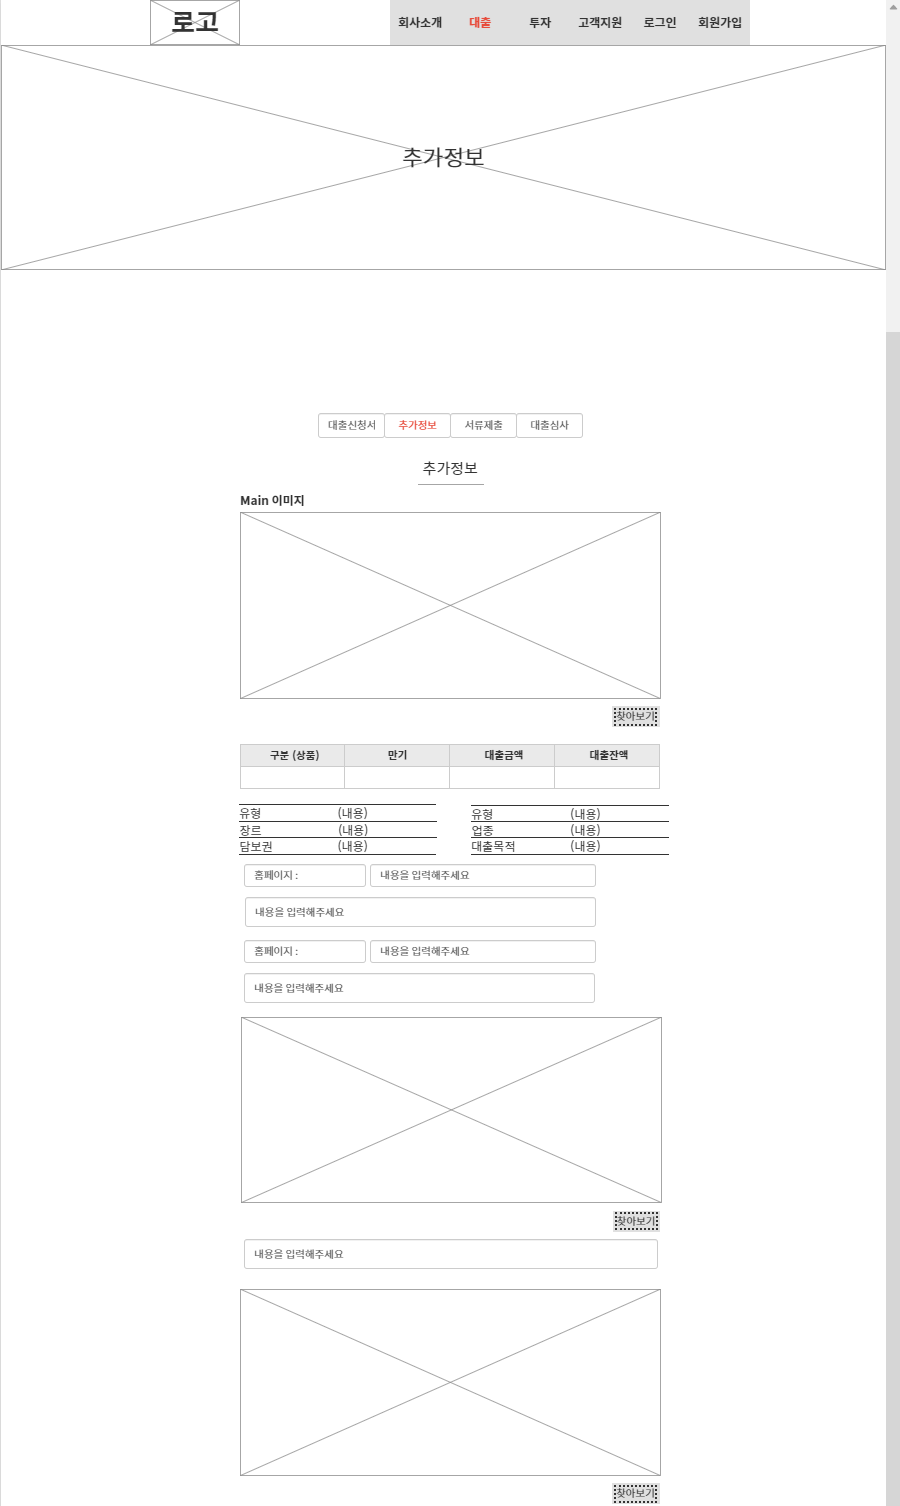 로고
회사소개 대출 투자 고객지원 로그인 회원가입
추가정보
대출신청서 추가정보 서류제출 대출심사
추가정보
Main 이미지
찾아보기
구분 (상품) 만기 대출금액 대출잔액
유형 (내용) 유형 (내용)
장르 (내용) 업종 (내용)
담보권 (내용) 대출목적 (내용)
홈페이지 : 내용을 입력해주세요
내용을 입력해주세요
홈페이지 : 내용을 입력해주세요
내용을 입력해주세요
찾아보기
내용을 입력해주세요
찾아보기